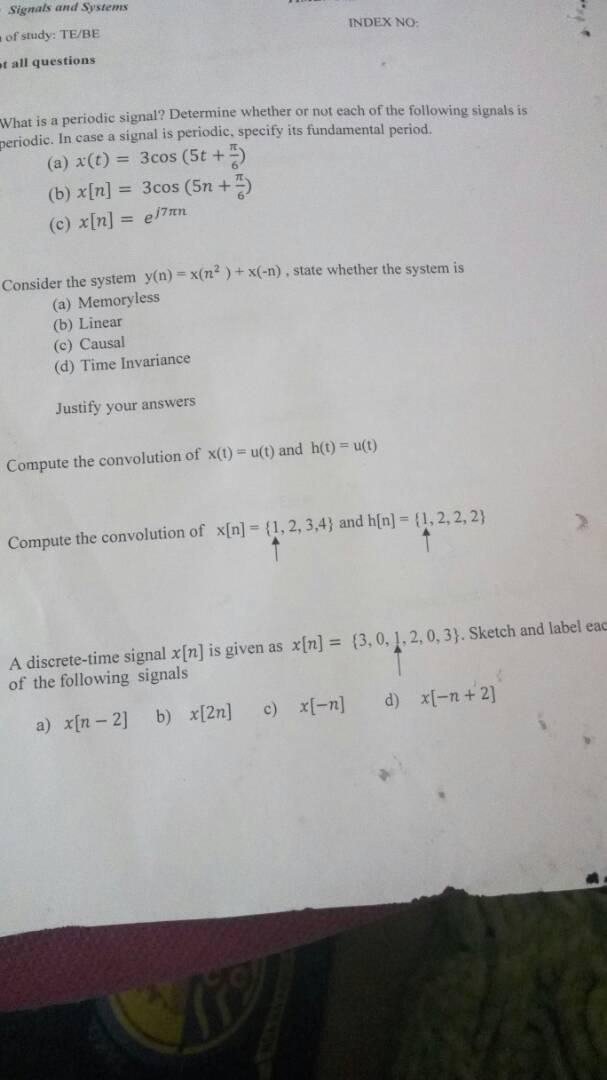 Signals and Systems
INDEX NO:
of study: TE/BE
all questions
What is a periodic signal? Determine whether or not each of the following signals is
periodic. In case a signal is periodic, specify its fundamental period.
(a) x(t) = 3cos (5t + π/6)
(b) x[n] = 3cos (5n + π/6)
(c) x[n] = e^{j7πn}
Consider the system y(n) = x(n² ) + x(-n) , state whether the system is
(a) Memoryless
(b) Linear
(c) Causal
(d) Time Invariance
Justify your answers
Compute the convolution of x(t) = u(t) and h(t) = u(t)
Compute the convolution of x[n] = {1, 2, 3,4} and h[n] = {1, 2, 2, 2}
A discrete-time signal x[n] is given as x[n] = {3, 0, 1, 2, 0, 3}. Sketch and label eac
of the following signals
a) x[n − 2] b) x[2n] c) x[−n] d) x[−n + 2]